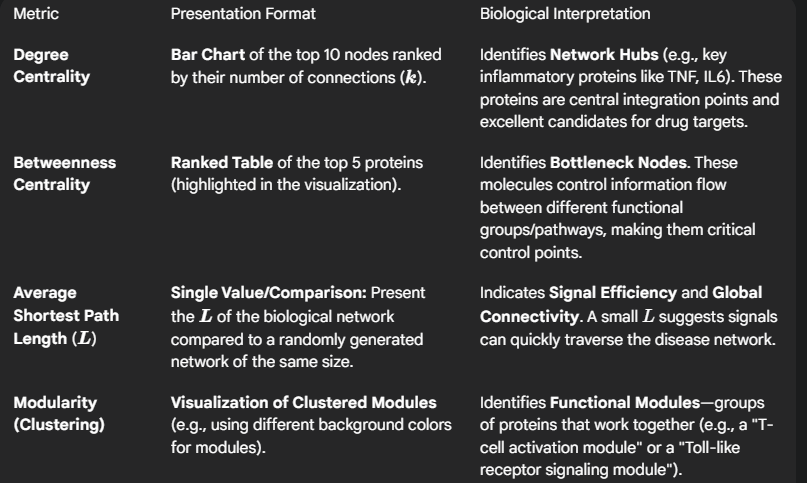 Metric
Presentation Format
Biological Interpretation
Degree
Centrality
Bar Chart of the top 10 nodes ranked
by their number of connections (k).
Identifies Network Hubs (e.g., key
inflammatory proteins like TNF, IL6). These
proteins are central integration points and
excellent candidates for drug targets.
Betweenness
Centrality
Ranked Table of the top 5 proteins
(highlighted in the visualization).
Identifies Bottleneck Nodes. These
molecules control information flow
between different functional
groups/pathways, making them critical
control points.
Average
Shortest Path
Length (L)
Single Value/Comparison: Present
the L of the biological network
compared to a randomly generated
network of the same size.
Indicates Signal Efficiency and Global
Connectivity. A small L suggests signals
can quickly traverse the disease network.
Modularity
(Clustering)
Visualization of Clustered Modules
(e.g., using different background colors
for modules).
Identifies Functional Modules—groups
of proteins that work together (e.g., a "T-
cell activation module" or a "Toll-like
receptor signaling module").